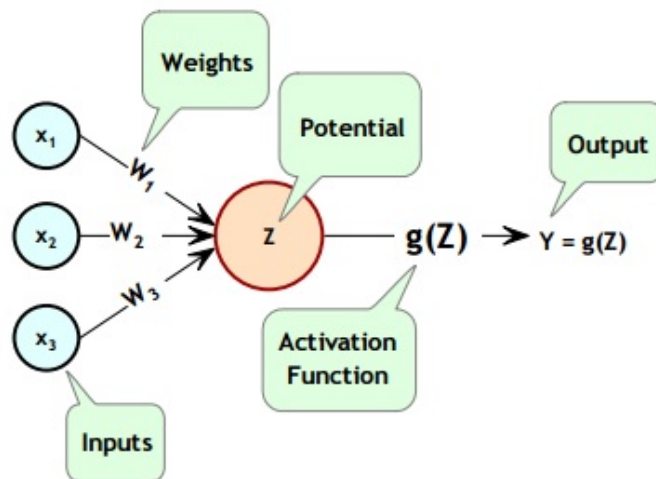 Weights
Potential
Output
x1
W1
x2
W2
Z
g(Z)
Y = g(Z)
W3
x3
Activation
Function
Inputs